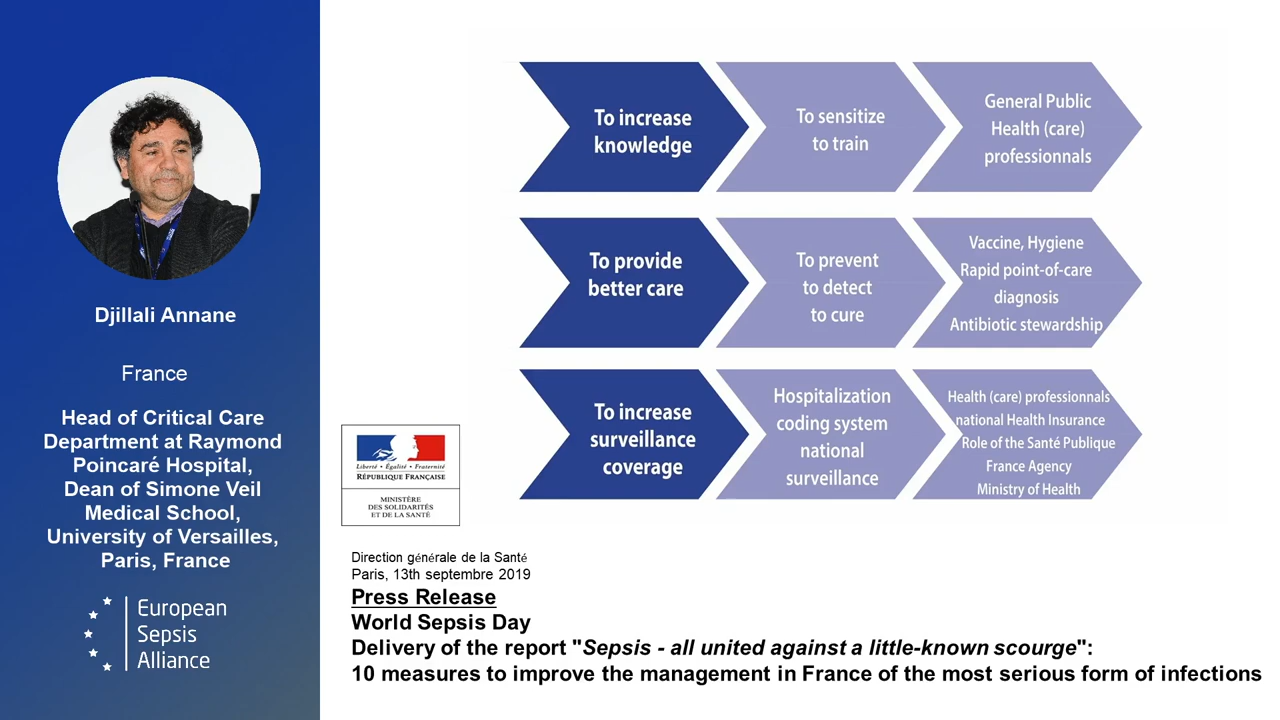 Djillali Annane
France
Head of Critical Care
Department at Raymond
Poincaré Hospital,
Dean of Simone Veil
Medical School,
University of Versailles,
Paris, France
European
Sepsis
Alliance
To increase
knowledge
To sensitize
to train
General Public
Health (care)
professionnals
To provide
better care
To prevent
to detect
to cure
Vaccine, Hygiene
Rapid point-of-care
diagnosis
Antibiotic stewardship
To increase
surveillance
coverage
Hospitalization
coding system
national
surveillance
Health (care) professionnals
national Health Insurance
Role of the Santé Publique
France Agency
Ministry of Health
Liberté • Égalité • Fraternité
RÉPUBLIQUE FRANÇAISE
MINISTÈRE
DES SOLIDARITÉS
ET DE LA SANTÉ
Direction générale de la Santé
Paris, 13th septembre 2019
Press Release
World Sepsis Day
Delivery of the report "Sepsis - all united against a little-known scourge":
10 measures to improve the management in France of the most serious form of infections